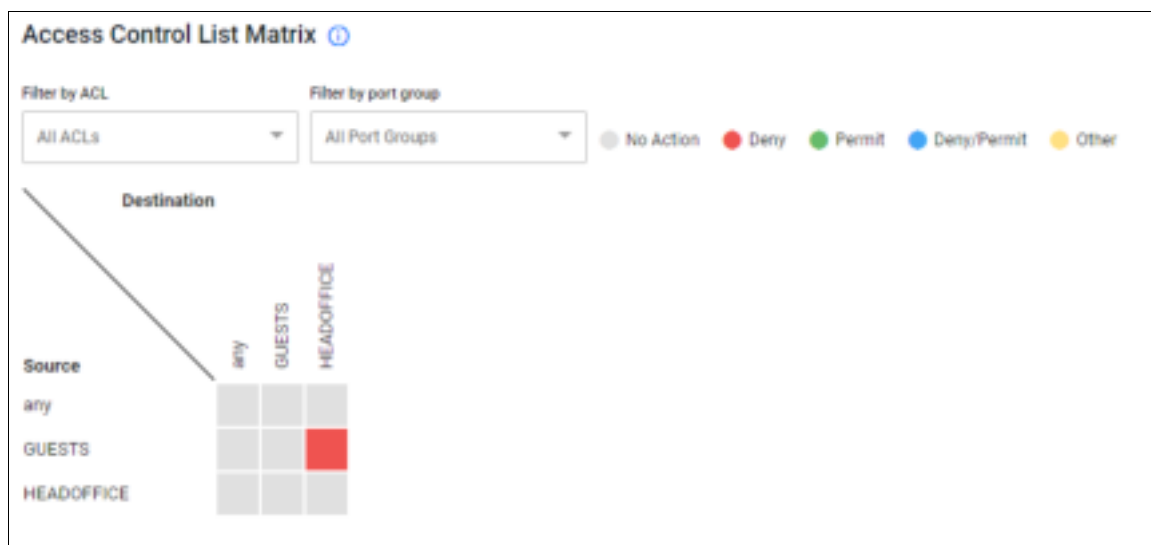 Access Control List Matrix
Filter by ACL Filter by port group
All ACLs All Port Groups No Action Deny Permit Deny/Permit Other
Destination
any GUESTS HEADOFFICE
Source
any
GUESTS
HEADOFFICE